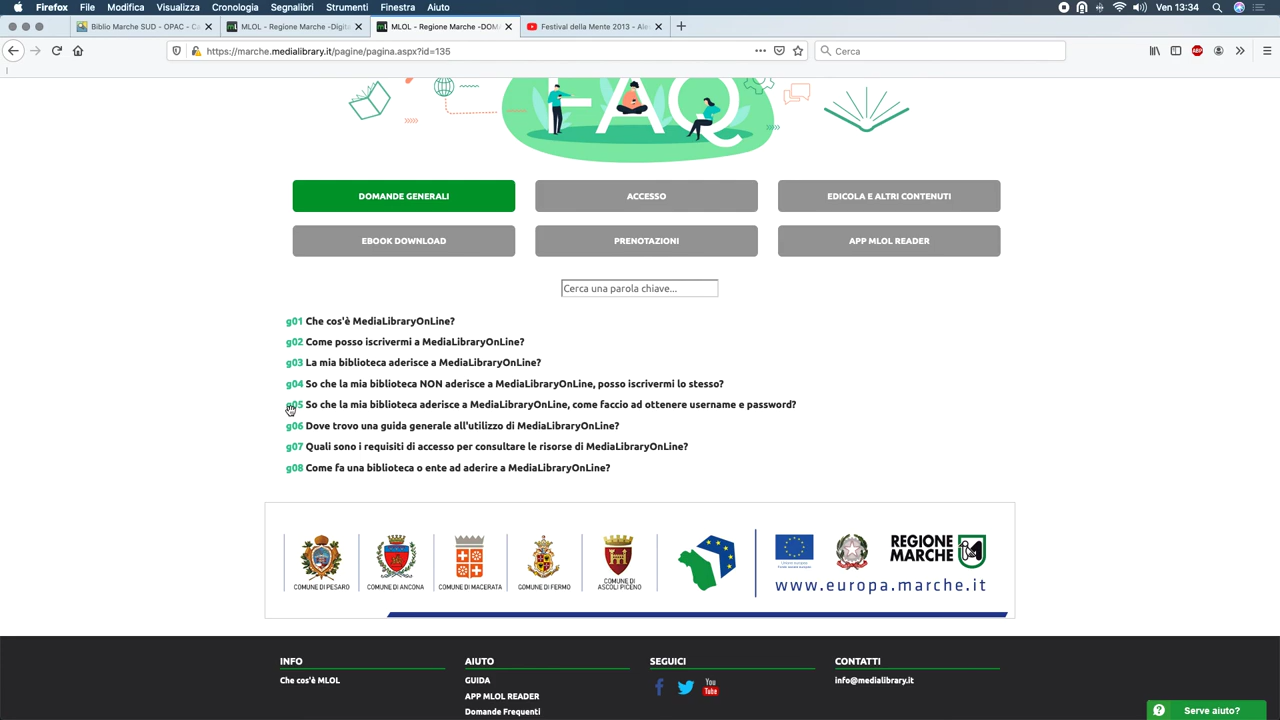 Firefox File Modifica Visualizza Cronologia Segnalibri Strumenti Finestra Aiuto Ven 13:34
Biblio Marche SUD - OPAC - Ca
MLOL - Regione Marche -Digita
MLOL - Regione Marche -DOM
Festival della Mente 2013 - Ale
https://marche.medialibrary.it/pagine/pagina.aspx?id=135
Cerca
FAQ
DOMANDE GENERALI
ACCESSO
EDICOLA E ALTRI CONTENUTI
EBOOK DOWNLOAD
PRENOTAZIONI
APP MLOL READER
Cerca una parola chiave...
g01 Che cos'è MediaLibraryOnLine?
g02 Come posso iscrivermi a MediaLibraryOnLine?
g03 La mia biblioteca aderisce a MediaLibraryOnLine?
g04 So che la mia biblioteca NON aderisce a MediaLibraryOnLine, posso iscrivermi lo stesso?
g05 So che la mia biblioteca aderisce a MediaLibraryOnLine, come faccio ad ottenere username e password?
g06 Dove trovo una guida generale all'utilizzo di MediaLibraryOnLine?
g07 Quali sono i requisiti di accesso per consultare le risorse di MediaLibraryOnLine?
g08 Come fa una biblioteca o ente ad aderire a MediaLibraryOnLine?
COMUNE DI PESARO
COMUNE DI ANCONA
COMUNE DI MACERATA
COMUNE DI FERMO
COMUNE DI
ASCOLI PICENO
REGIONE
MARCHE
www.europa.marche.it
INFO
Che cos'è MLOL
AIUTO
GUIDA
APP MLOL READER
Domande Frequenti
SEGUICI
You
Tube
CONTATTI
info@medialibrary.it
Serve aiuto?